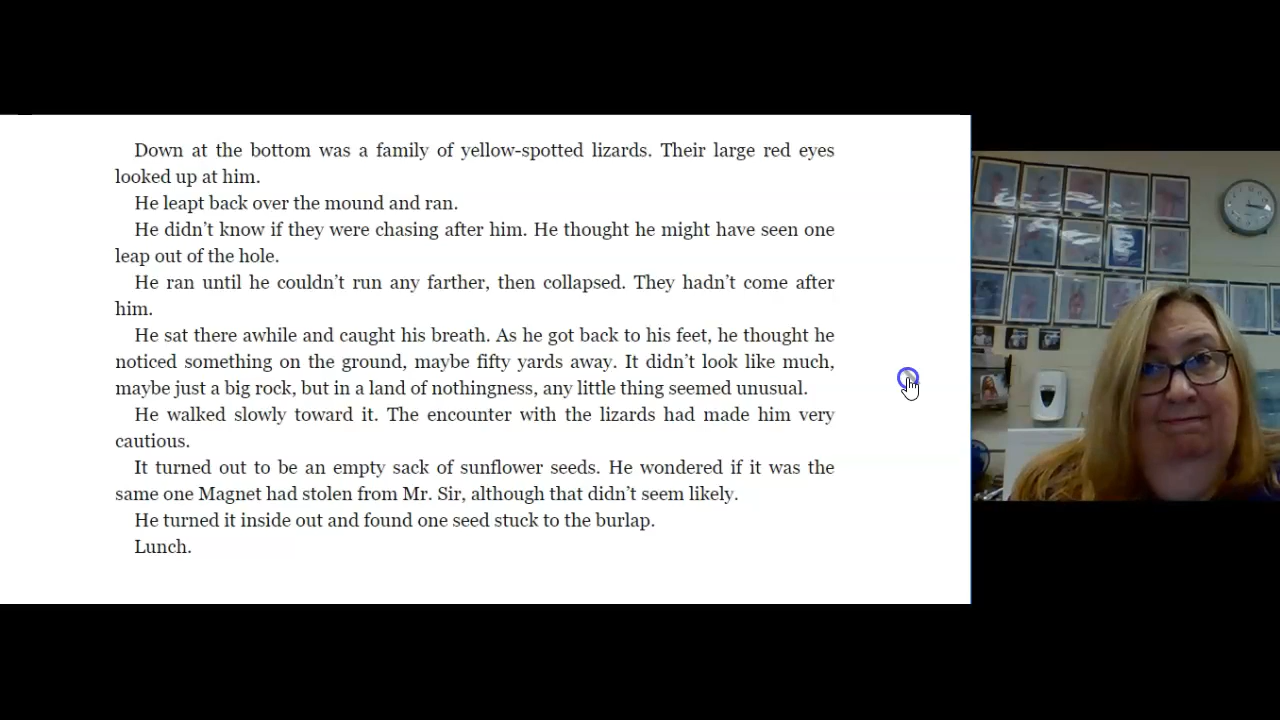 Down at the bottom was a family of yellow-spotted lizards. Their large red eyes
looked up at him.
He leapt back over the mound and ran.
He didn’t know if they were chasing after him. He thought he might have seen one
leap out of the hole.
He ran until he couldn’t run any farther, then collapsed. They hadn’t come after
him.
He sat there awhile and caught his breath. As he got back to his feet, he thought he
noticed something on the ground, maybe fifty yards away. It didn’t look like much,
maybe just a big rock, but in a land of nothingness, any little thing seemed unusual.
He walked slowly toward it. The encounter with the lizards had made him very
cautious.
It turned out to be an empty sack of sunflower seeds. He wondered if it was the
same one Magnet had stolen from Mr. Sir, although that didn’t seem likely.
He turned it inside out and found one seed stuck to the burlap.
Lunch.